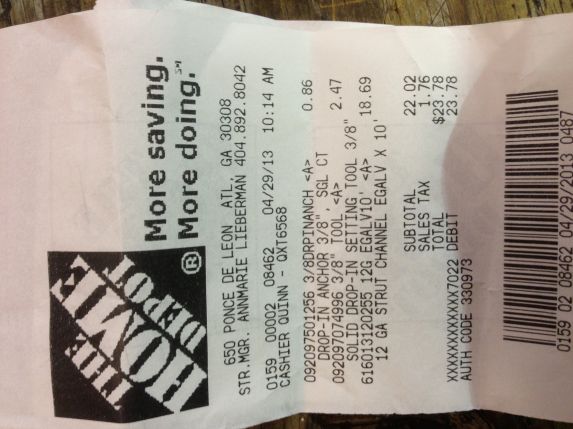 THE
HOME
DEPOT
®
More saving.
More doing.℠
650 PONCE DE LEON ATL, GA 30308
STR.MGR. ANNMARIE LIEBERMAN 404.892.8042
0159 00002 08462 04/29/13 10:14 AM
CASHIER QUINN - QXT6568
092097501256 3/8DRPINANCH <A> 0.86
DROP-IN ANCHOR 3/8", SGL CT
092097074996 3/8" TOOL <A> 2.47
SOLID DROP-IN SETTING TOOL 3/8"
616013120255 12G EGALV10' <A> 18.69
12 GA STRUT CHANNEL EGALV X 10'
SUBTOTAL 22.02
SALES TAX 1.76
TOTAL $23.78
XXXXXXXXXXXX7022 DEBIT 23.78
AUTH CODE 330973
0159 02 08462 04/29/2013 0487